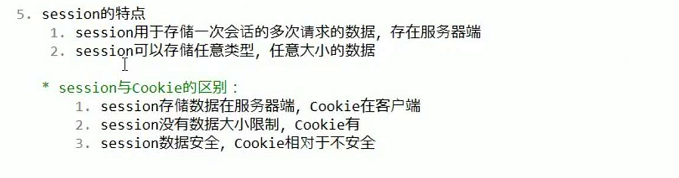 5. session的特点
1. session用于存储一次会话的多次请求的数据，存在服务器端
2. session可以存储任意类型，任意大小的数据
* session与Cookie的区别：
1. session存储数据在服务器端，Cookie在客户端
2. session没有数据大小限制，Cookie有
3. session数据安全，Cookie相对于不安全